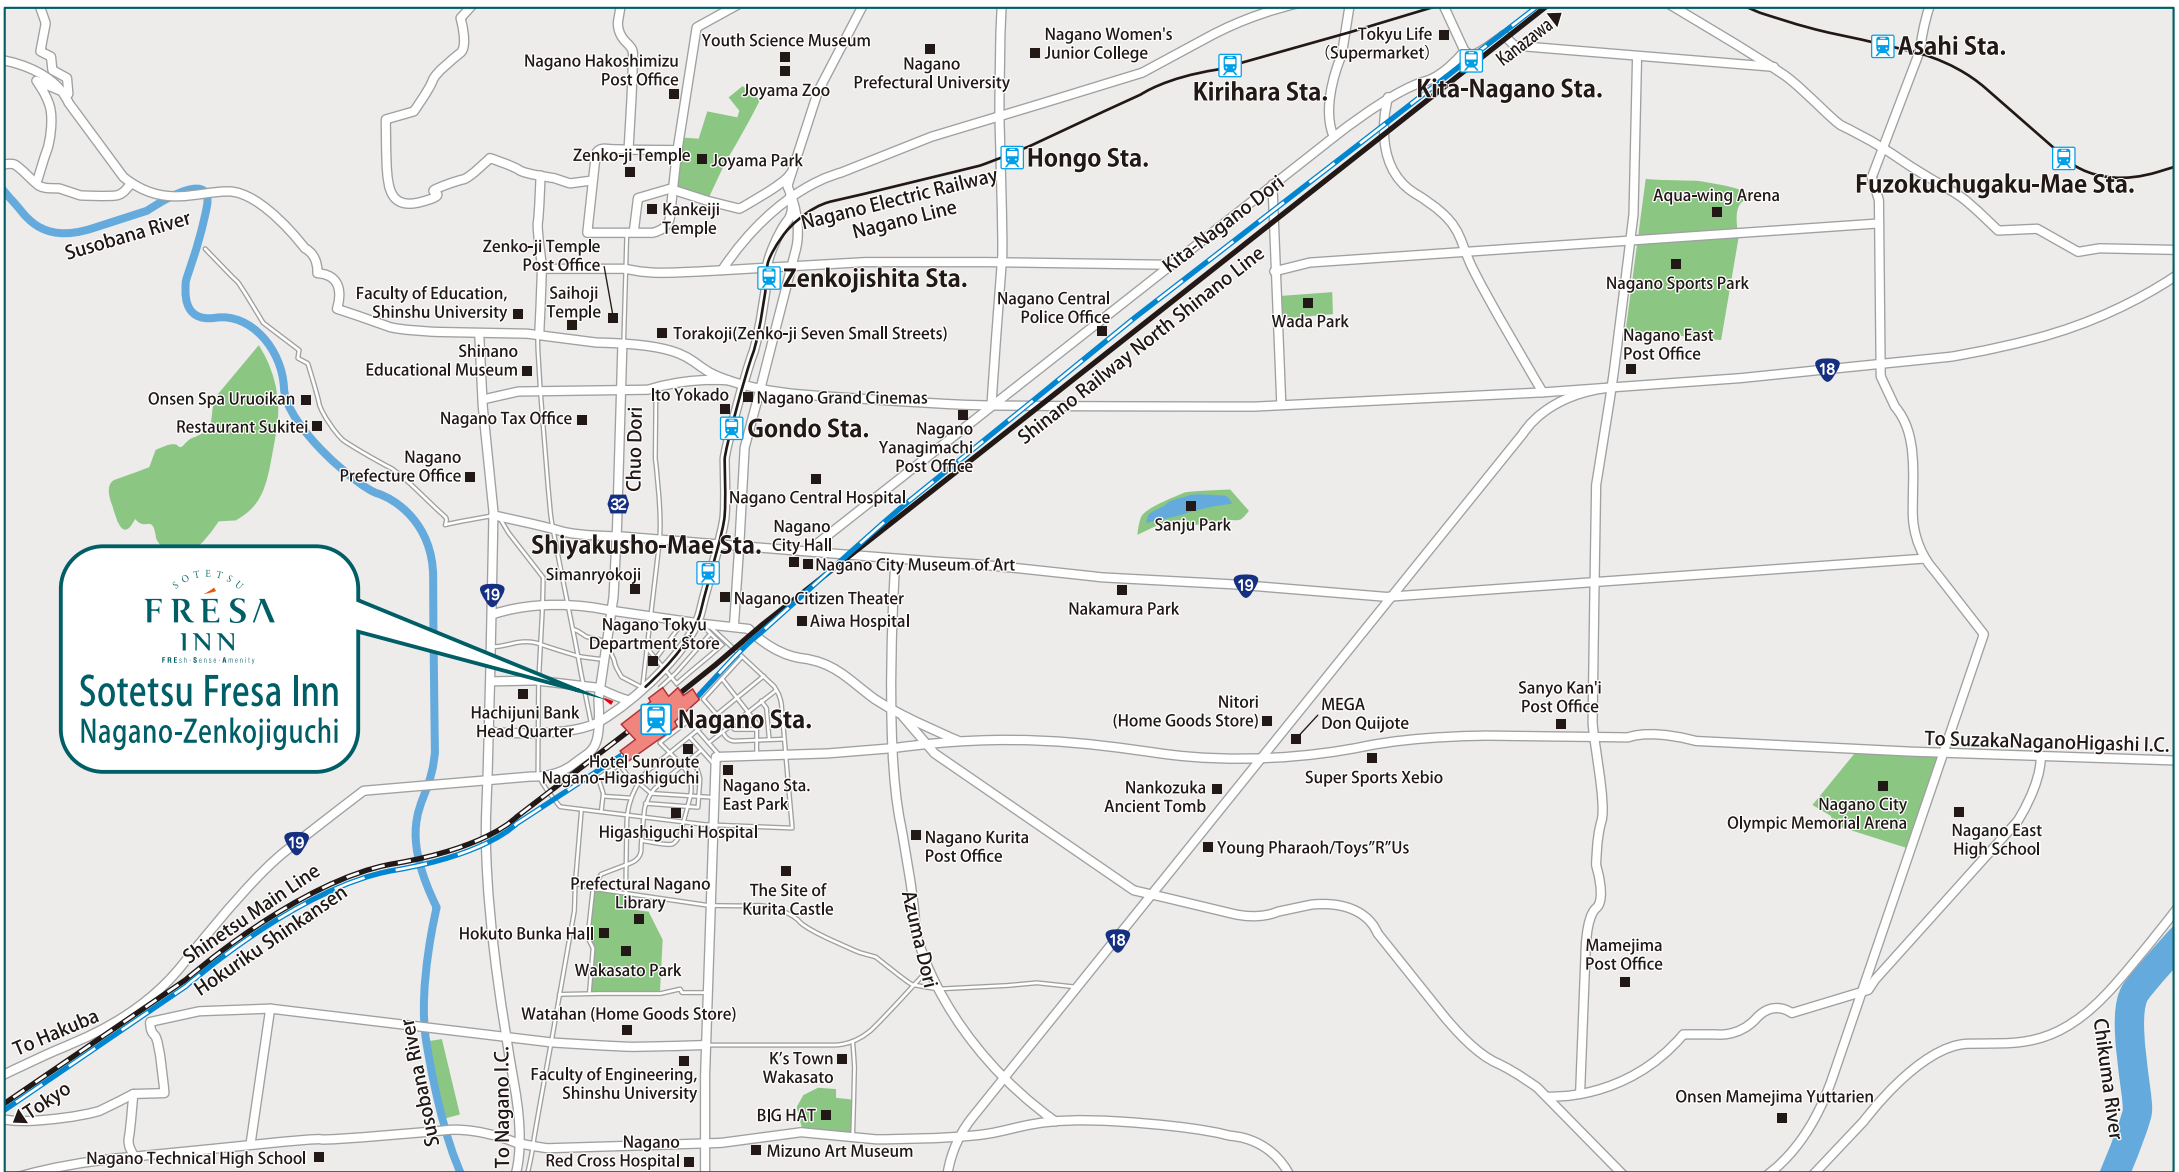 Youth Science Museum
Joyama Zoo
Nagano Hakoshimizu
Post Office
Nagano
Prefectural University
Nagano Women's
Junior College
Tokyu Life
(Supermarket)
Kanazawa
Asahi Sta.
Kirihara Sta.
Kita-Nagano Sta.
Zenko-ji Temple
Joyama Park
Hongo Sta.
Fuzokuchugaku-Mae Sta.
Nagano Electric Railway
Nagano Line
Kita-Nagano Dori
Aqua-wing Arena
Kankeiji
Temple
Susobana River
Zenko-ji Temple
Post Office
Zenkojishita Sta.
Shinano Railway North Shinano Line
Nagano Sports Park
Faculty of Education,
Shinshu University
Saihoji
Temple
Nagano Central
Police Office
Wada Park
Torakoji(Zenko-ji Seven Small Streets)
Nagano East
Post Office
Shinano
Educational Museum
18
Onsen Spa Uruoikan
Ito Yokado
Nagano Grand Cinemas
Restaurant Sukitei
Nagano Tax Office
Chuo Dori
Gondo Sta.
Nagano
Yanagimachi
Post Office
Nagano
Prefecture Office
32
Nagano Central Hospital
Sanju Park
Nagano
City Hall
Shiyakusho-Mae Sta.
Nagano City Museum of Art
Simanryokoji
19
19
Nagano Citizen Theater
Nakamura Park
Aiwa Hospital
Nagano Tokyu
Department Store
SOTETSU
FRÉSA
INN
FREsh·Sense·Amenity
Sotetsu Fresa Inn
Nagano-Zenkojiguchi
Hachijuni Bank
Head Quarter
Nagano Sta.
Nitori
(Home Goods Store)
MEGA
Don Quijote
Sanyo Kan'i
Post Office
To SuzakaNaganoHigashi I.C.
Hotel Sunroute
Nagano-Higashiguchi
Nagano Sta.
East Park
Super Sports Xebio
Nankozuka
Ancient Tomb
Nagano City
Olympic Memorial Arena
Nagano East
High School
19
Higashiguchi Hospital
Nagano Kurita
Post Office
Young Pharaoh/Toys"R"Us
Shinetsu Main Line
Hokuriku Shinkansen
Prefectural Nagano
Library
The Site of
Kurita Castle
Azuma Dori
Hokuto Bunka Hall
Wakasato Park
18
Mamejima
Post Office
Watahan (Home Goods Store)
To Hakuba
Tokyo
Susobana River
To Nagano I.C.
Faculty of Engineering,
Shinshu University
K's Town
Wakasato
BIG HAT
Onsen Mamejima Yuttarien
Chikuma River
Nagano Technical High School
Nagano
Red Cross Hospital
Mizuno Art Museum